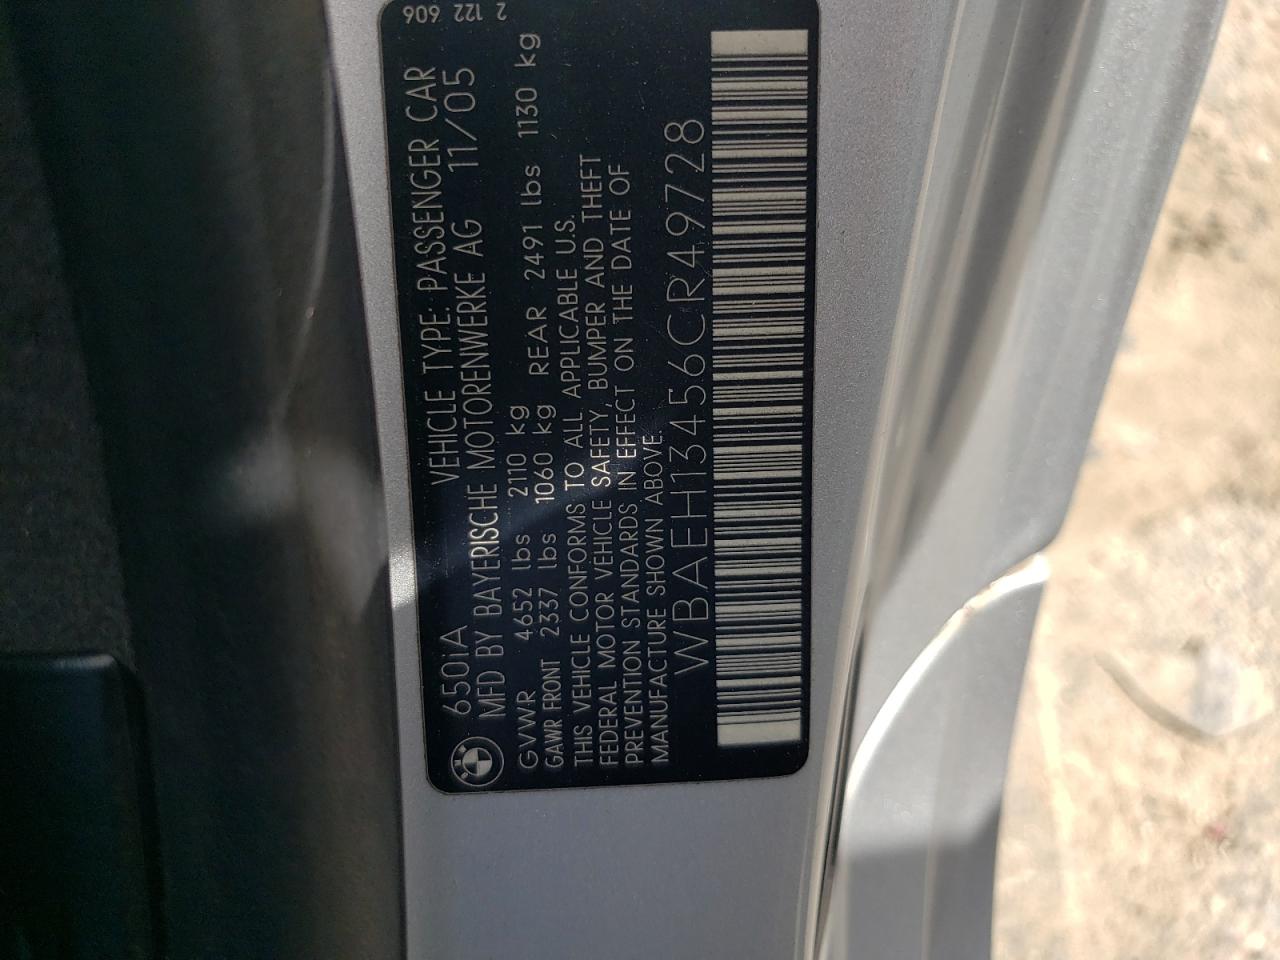 650IA VEHICLE TYPE: PASSENGER CAR
MFD BY BAYERISCHE MOTORENWERKE AG 11/05
GVWR 4652 lbs 2110 kg
GAWR FRONT 2337 lbs 1060 kg REAR 2491 lbs 1130 kg
THIS VEHICLE CONFORMS TO ALL APPLICABLE U.S.
FEDERAL MOTOR VEHICLE SAFETY, BUMPER AND THEFT
PREVENTION STANDARDS IN EFFECT ON THE DATE OF
MANUFACTURE SHOWN ABOVE.
WBAEH13456CR49728
2 122 606